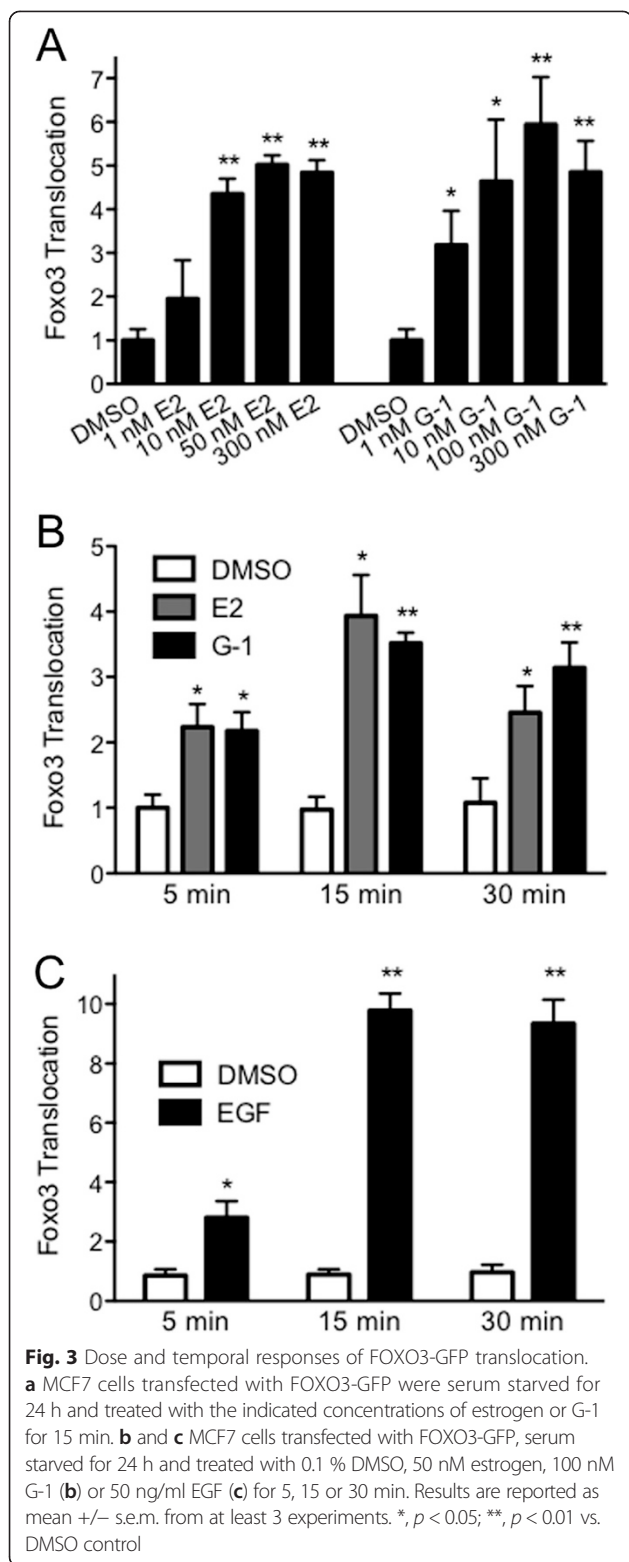 A
Foxo3 Translocation
7
6
5
4
3
2
1
0
**
**
**
*
*
**
**
DMSO
1 nM E2
10 nM E2
50 nM E2
300 nM E2
DMSO
1 nM G-1
10 nM G-1
100 nM G-1
300 nM G-1
B
Foxo3 Translocation
5
4
3
2
1
0
DMSO
E2
G-1
*
*
*
**
*
**
5 min
15 min
30 min
C
Foxo3 Translocation
10
8
6
4
2
0
DMSO
EGF
*
**
**
5 min
15 min
30 min
Fig. 3 Dose and temporal responses of FOXO3-GFP translocation.
a MCF7 cells transfected with FOXO3-GFP were serum starved for
24 h and treated with the indicated concentrations of estrogen or G-1
for 15 min. b and c MCF7 cells transfected with FOXO3-GFP, serum
starved for 24 h and treated with 0.1 % DMSO, 50 nM estrogen, 100 nM
G-1 (b) or 50 ng/ml EGF (c) for 5, 15 or 30 min. Results are reported as
mean +/− s.e.m. from at least 3 experiments. *, p < 0.05; **, p < 0.01 vs.
DMSO control